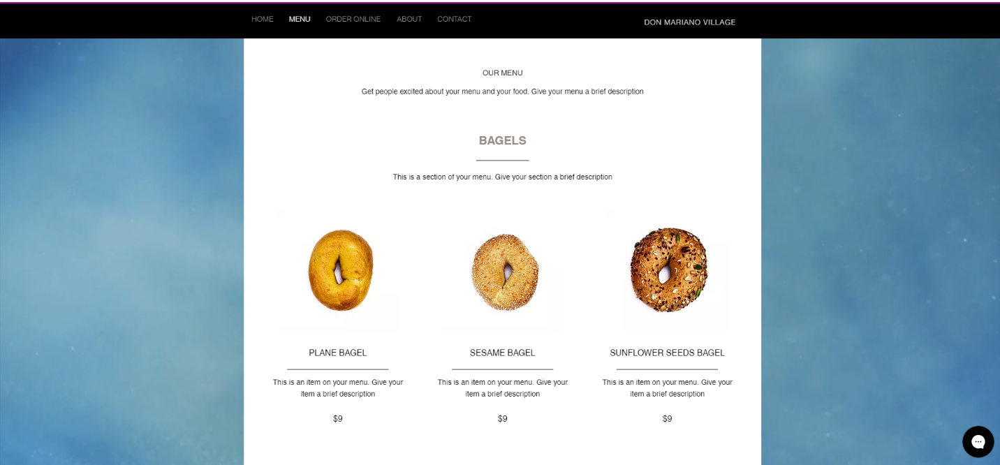 HOME MENU ORDER ONLINE ABOUT CONTACT
DON MARIANO VILLAGE
OUR MENU
Get people excited about your menu and your food. Give your menu a brief description
BAGELS
This is a section of your menu. Give your section a brief description
PLANE BAGEL
This is an item on your menu. Give your
item a brief description
$9
SESAME BAGEL
This is an item on your menu. Give your
item a brief description
$9
SUNFLOWER SEEDS BAGEL
This is an item on your menu. Give your
item a brief description
$9